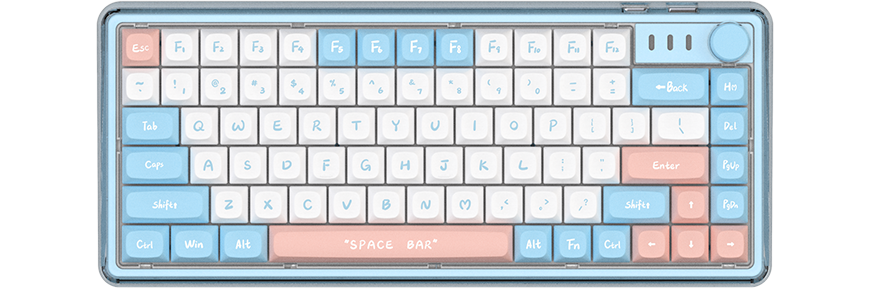 Esc F1 F2 F3 F4 F5 F6 F7 F8 F9 F10 F11 F12
~ ` ! 1 @ 2 # 3 $ 4 % 5 ^ 6 & 7 * 8 ( 9 ) 0 _ - + = ←Back Hm
Tab Q W E R T Y U I O P { [ } ] | \ Del
Caps A S D F G H J K L : ; " ' Enter PgUp
Shift Z X C V B N M < , > . ? / Shift ↑ PgDn
Ctrl Win Alt "SPACE BAR" Alt Fn Ctrl ← ↓ →